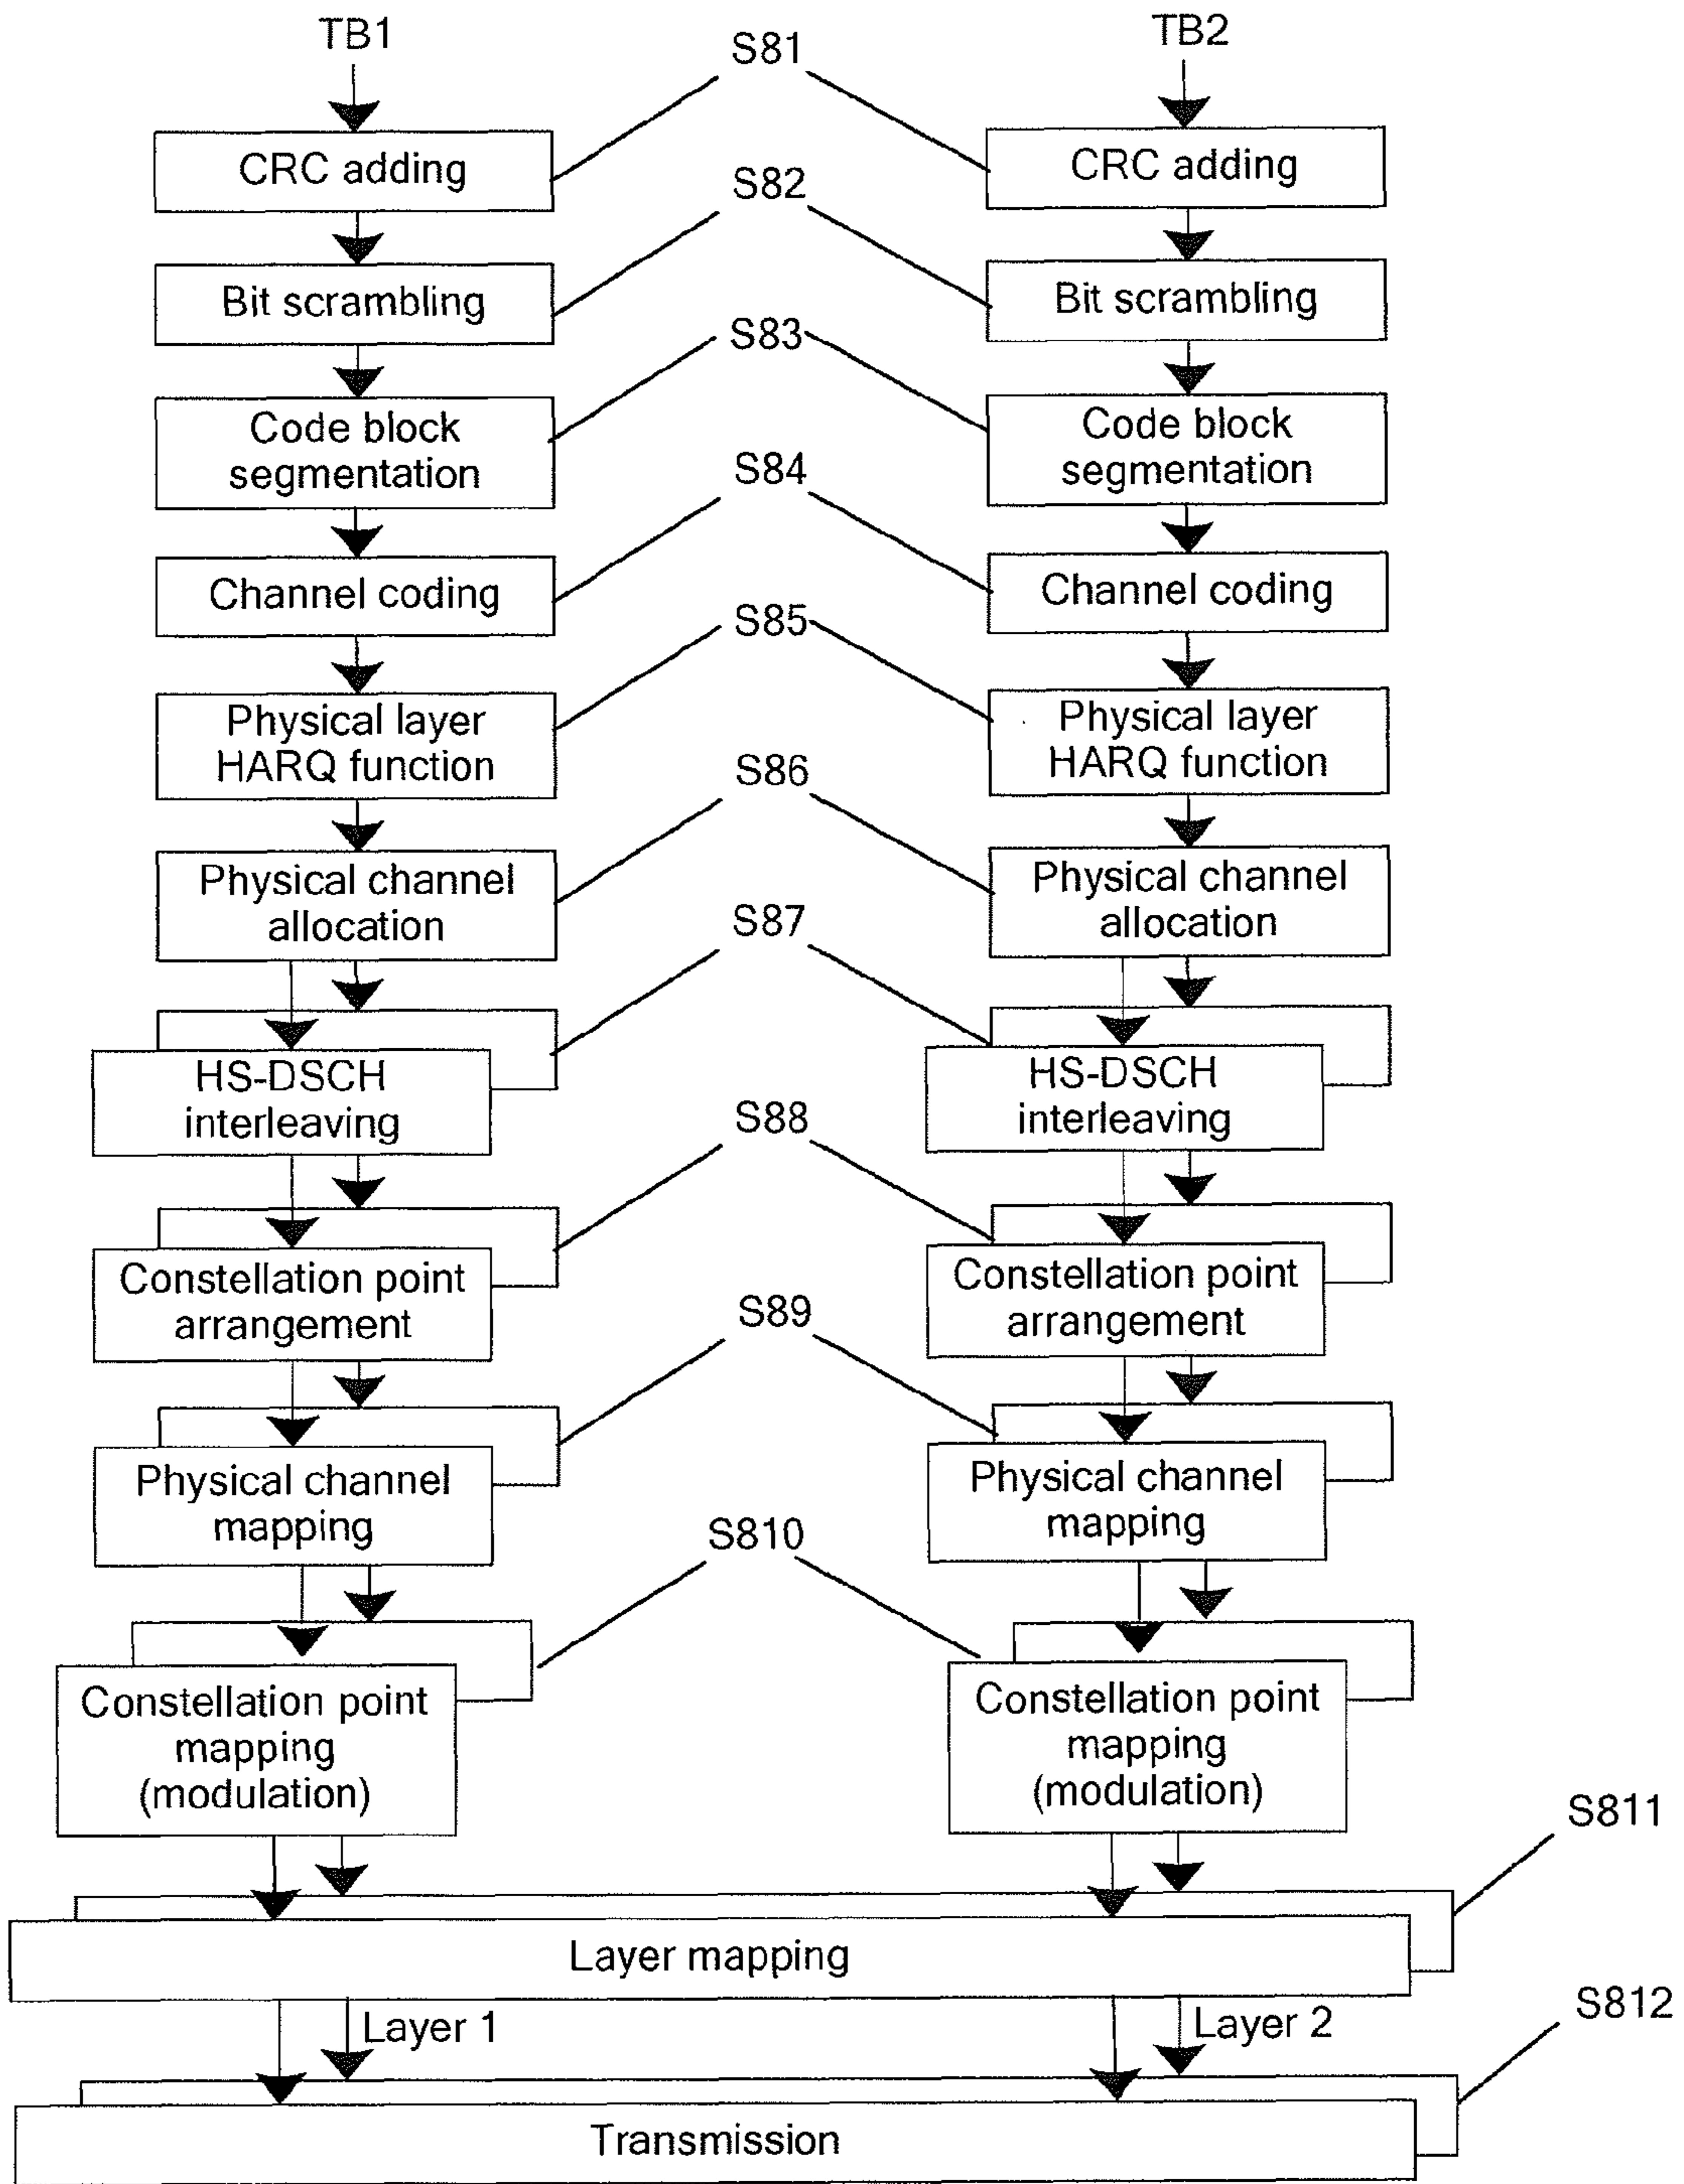 TB1
TB2
S81
CRC adding
CRC adding
S82
Bit scrambling
Bit scrambling
S83
Code block
segmentation
Code block
segmentation
S84
Channel coding
Channel coding
S85
Physical layer
HARQ function
Physical layer
HARQ function
S86
Physical channel
allocation
Physical channel
allocation
S87
HS-DSCH
interleaving
HS-DSCH
interleaving
S88
Constellation point
arrangement
Constellation point
arrangement
S89
Physical channel
mapping
Physical channel
mapping
S810
Constellation point
mapping
(modulation)
Constellation point
mapping
(modulation)
S811
Layer mapping
S812
Layer 1
Layer 2
Transmission